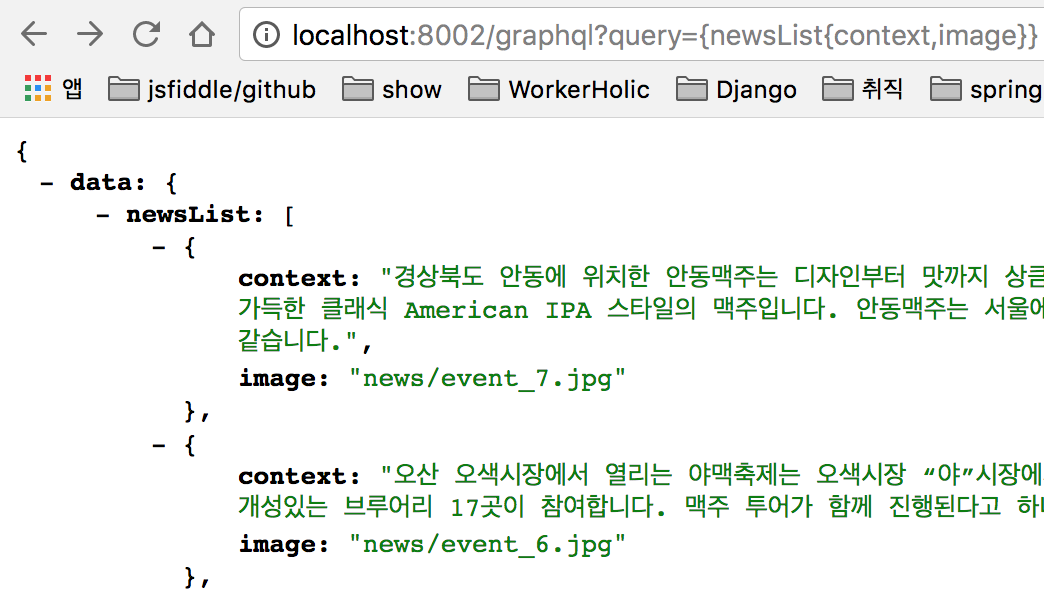 localhost:8002/graphql?query={newsList{context,image}}
앱 jsfiddle/github show WorkerHolic Django 취직 spring
{
- data: {
- newsList: [
- {
context: "경상북도 안동에 위치한 안동맥주는 디자인부터 맛까지 상큼
가득한 클래식 American IPA 스타일의 맥주입니다. 안동맥주는 서울에
같습니다.",
image: "news/event_7.jpg"
},
- {
context: "오산 오색시장에서 열리는 야맥축제는 오색시장 “야”시장에
개성있는 브루어리 17곳이 참여합니다. 맥주 투어가 함께 진행된다고 하
image: "news/event_6.jpg"
},